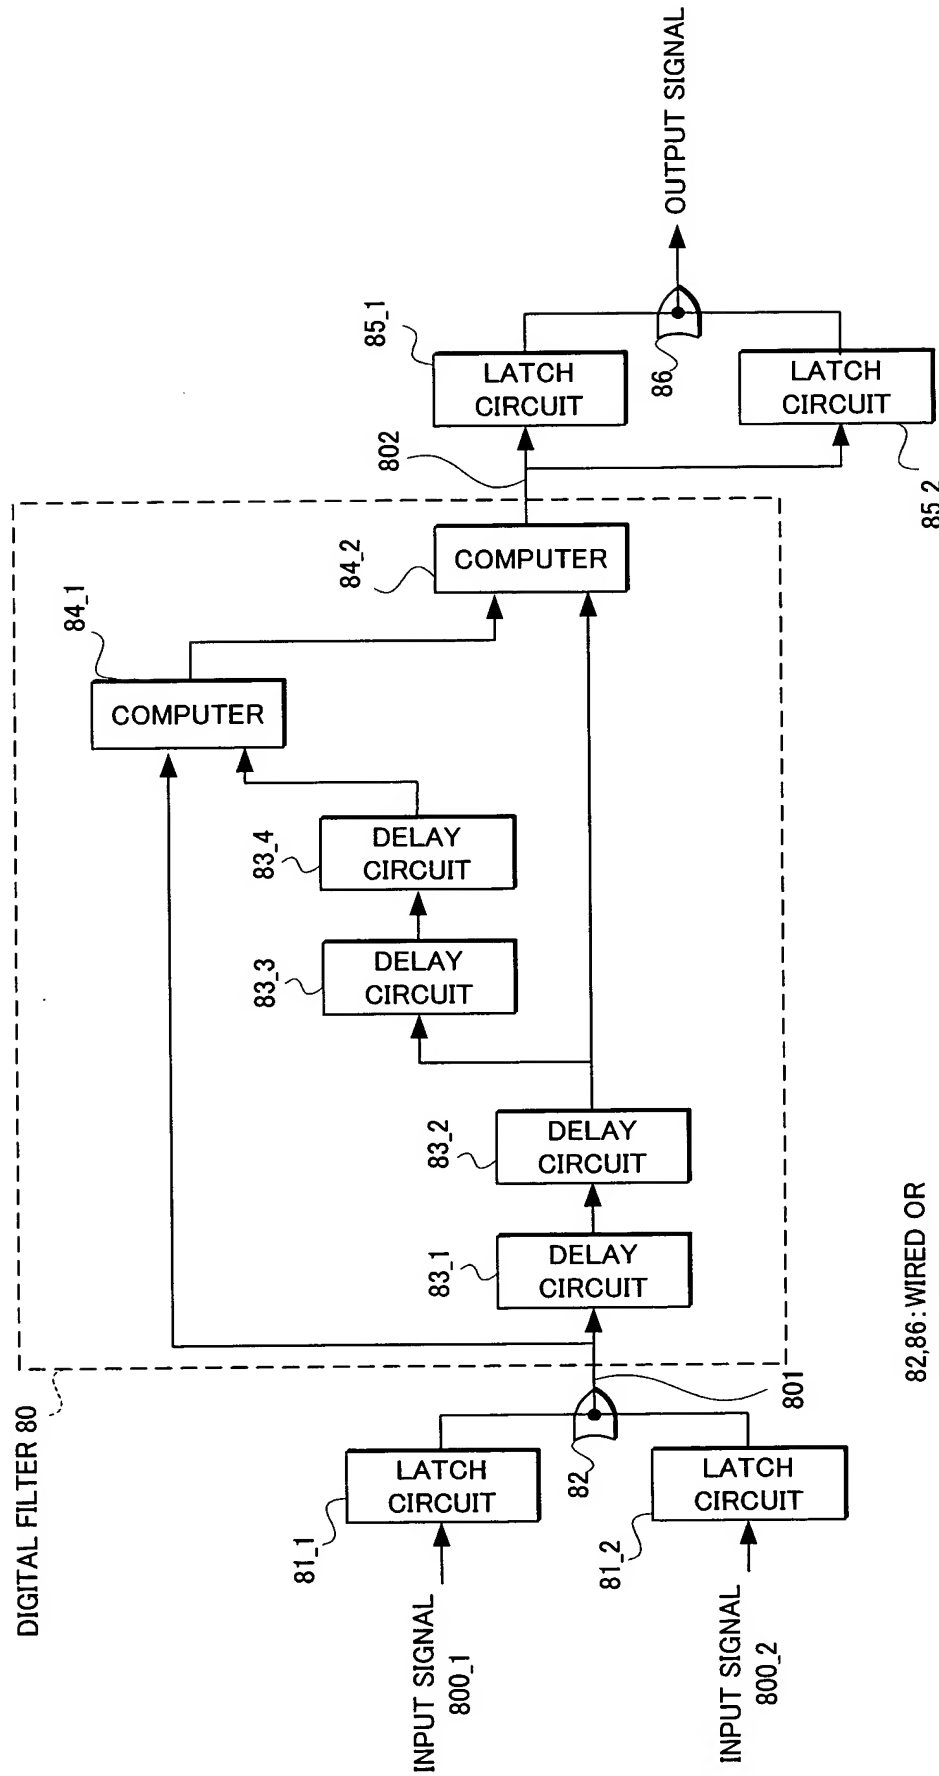 DIGITAL FILTER 80
INPUT SIGNAL
800_1
INPUT SIGNAL
800_2
81_1
LATCH
CIRCUIT
81_2
LATCH
CIRCUIT
82
801
83_1
DELAY
CIRCUIT
83_2
DELAY
CIRCUIT
83_3
DELAY
CIRCUIT
83_4
DELAY
CIRCUIT
84_1
COMPUTER
84_2
COMPUTER
802
85_1
LATCH
CIRCUIT
85_2
LATCH
CIRCUIT
86
OUTPUT SIGNAL
82,86:WIRED OR